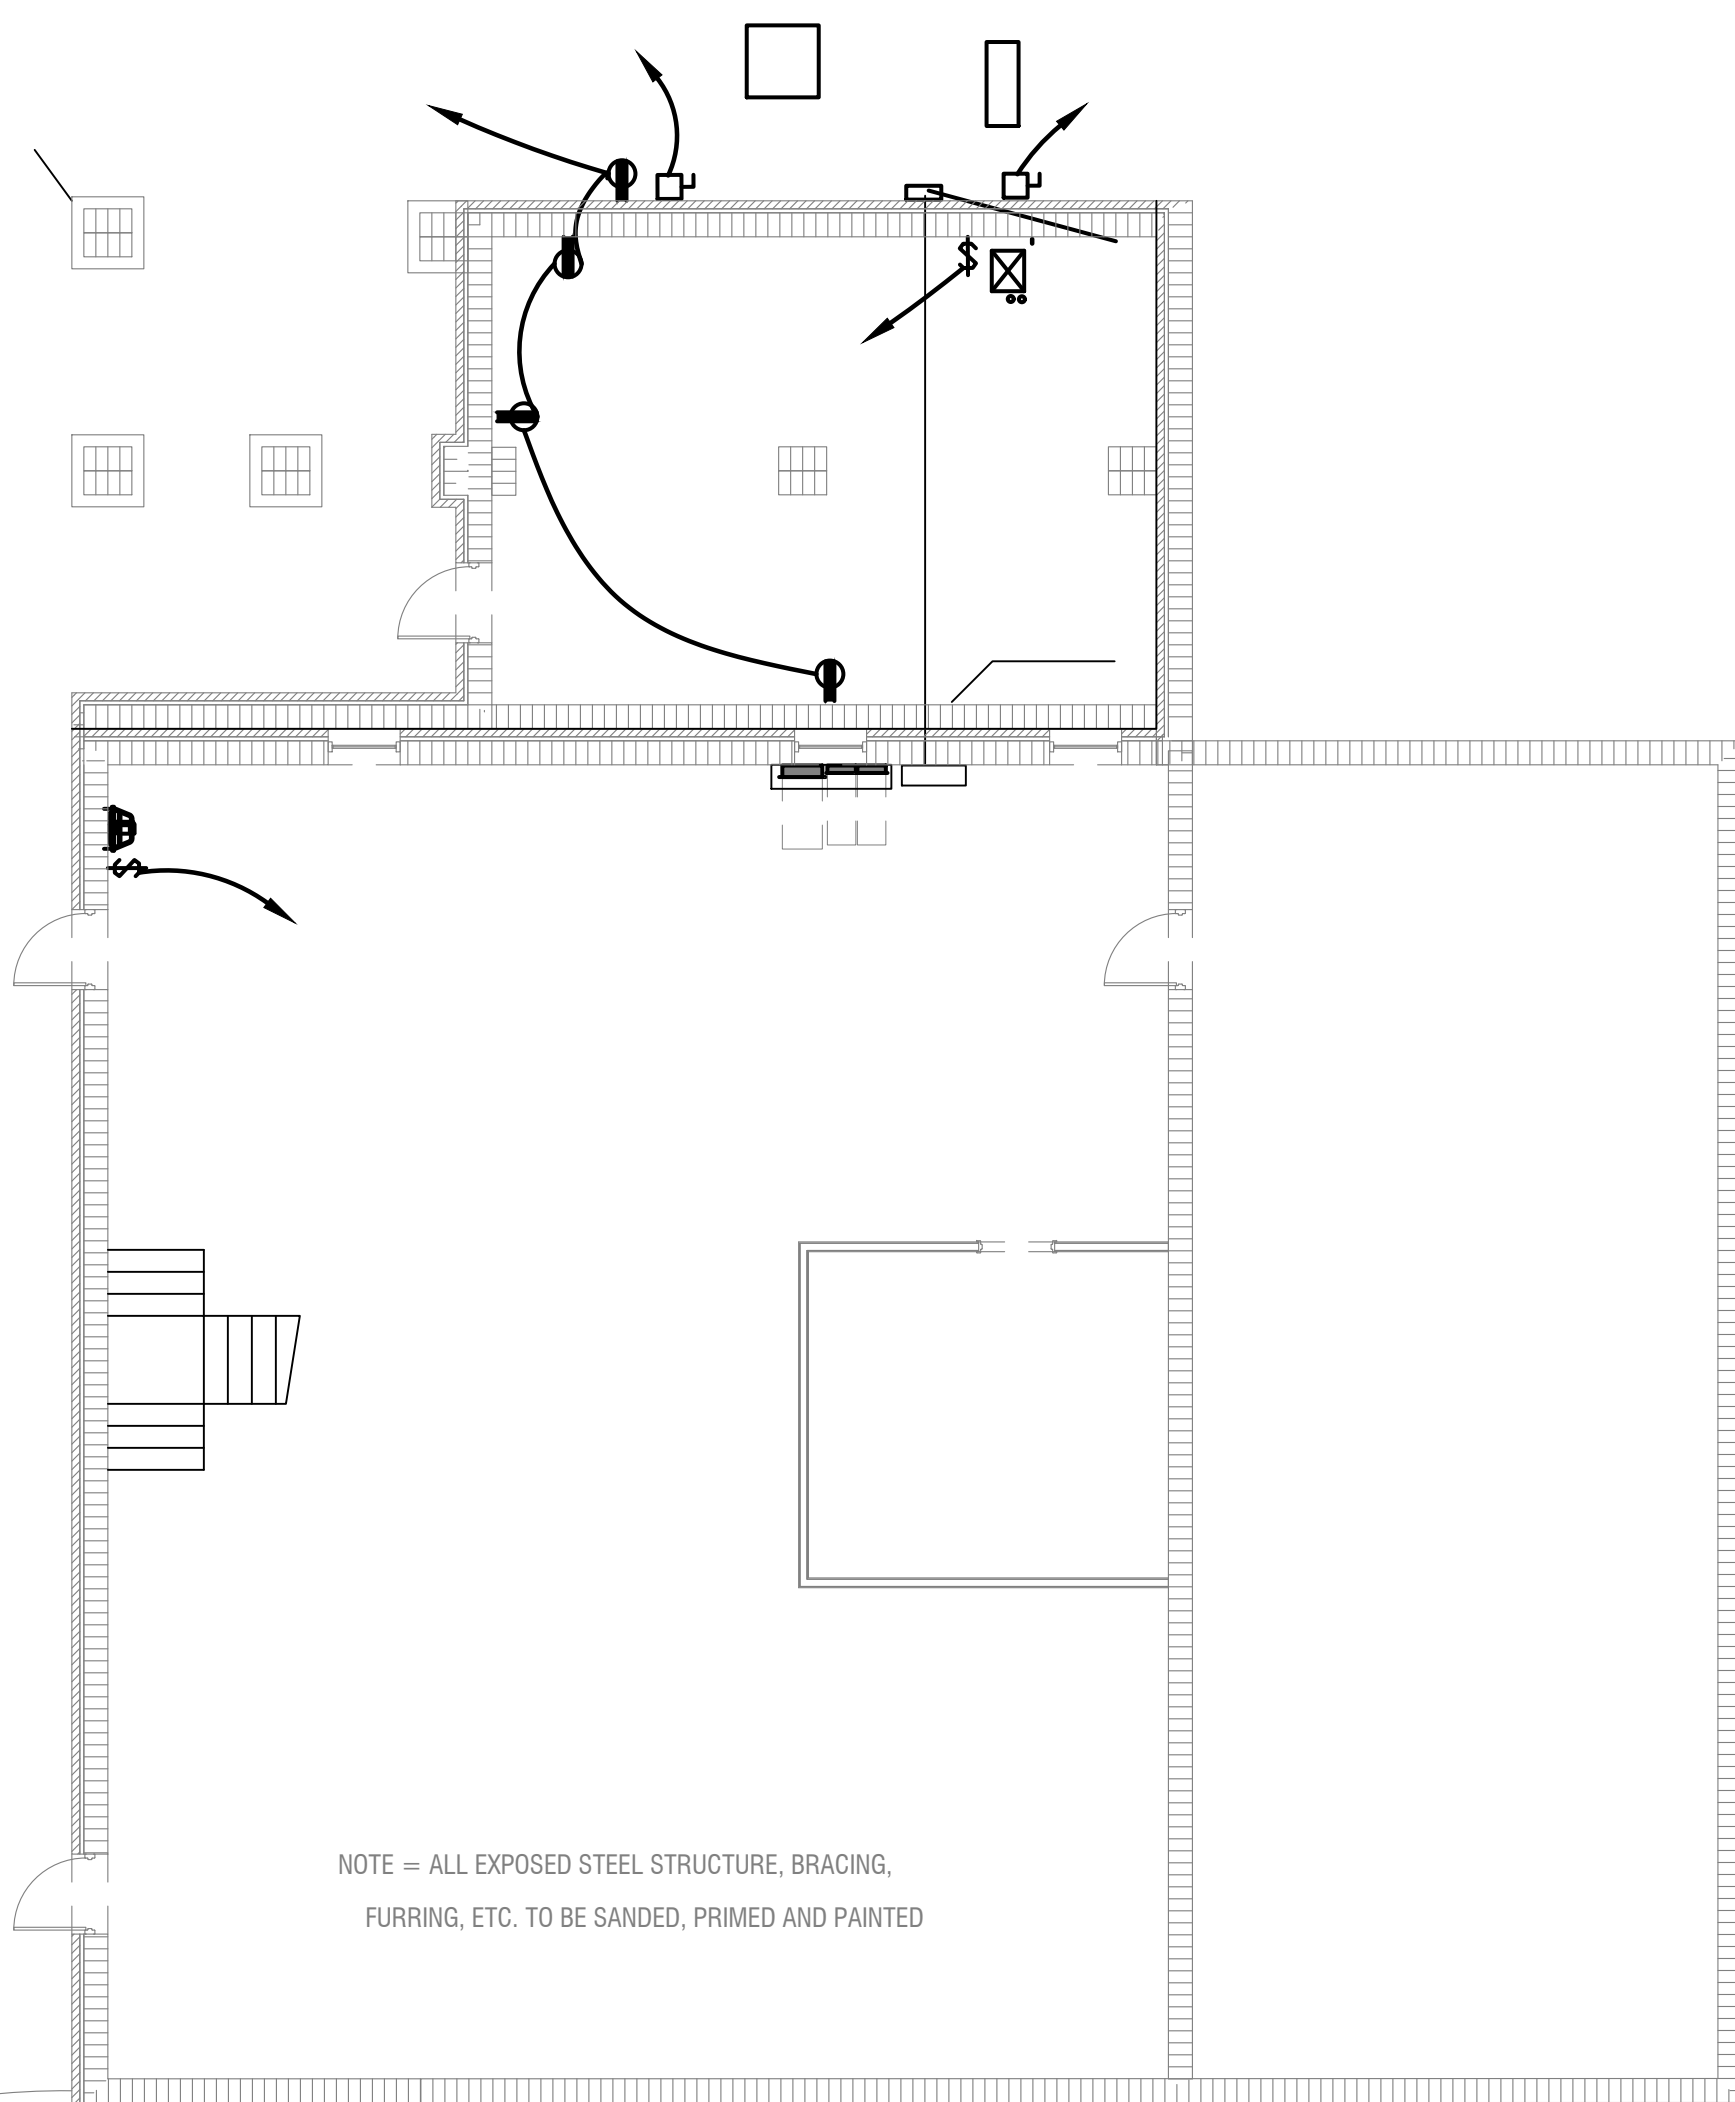 NOTE = ALL EXPOSED STEEL STRUCTURE, BRACING,
FURRING, ETC. TO BE SANDED, PRIMED AND PAINTED